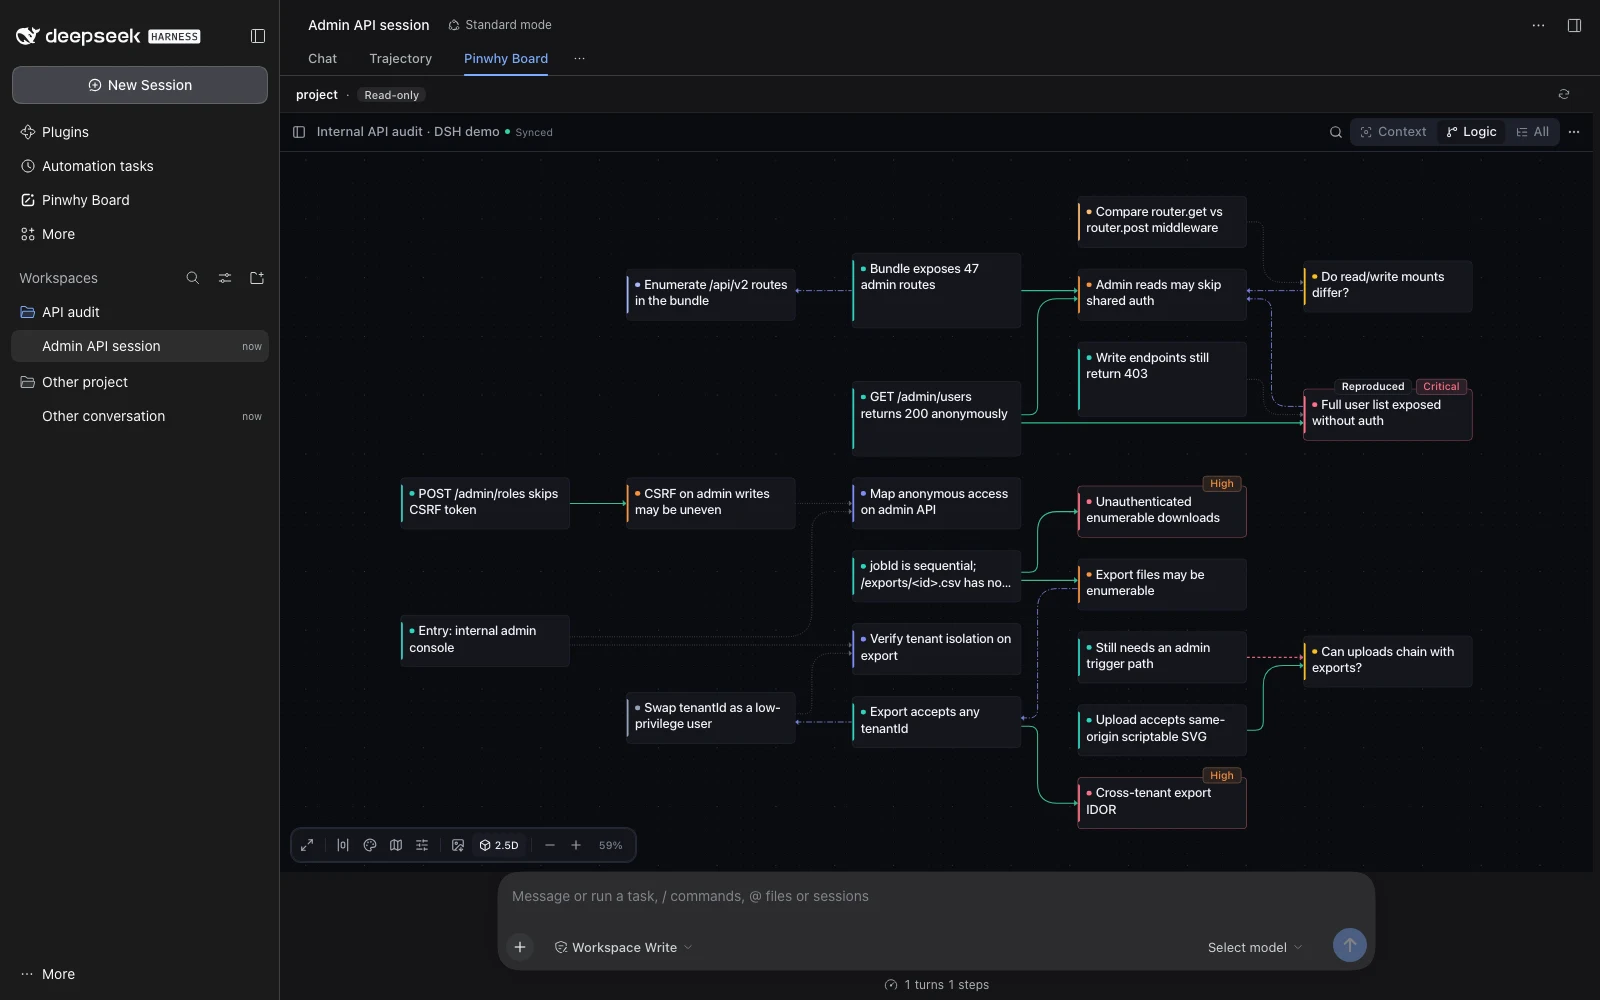 deepseek HARNESS
New Session
Plugins
Automation tasks
Pinwhy Board
More
Workspaces
API audit
Admin API session now
Other project
Other conversation now
More
Admin API session Standard mode
Chat Trajectory Pinwhy Board ...
project · Read-only
Internal API audit · DSH demo Synced
Context Logic All
Compare router.get vs
router.post middleware
Enumerate /api/v2 routes
in the bundle
Bundle exposes 47
admin routes
Admin reads may skip
shared auth
Do read/write mounts
differ?
Write endpoints still
return 403
GET /admin/users
returns 200 anonymously
Reproduced Critical
Full user list exposed
without auth
POST /admin/roles skips
CSRF token
CSRF on admin writes
may be uneven
Map anonymous access
on admin API
High
Unauthenticated
enumerable downloads
jobId is sequential;
/exports/<id>.csv has no...
Export files may be
enumerable
Entry: internal admin
console
Verify tenant isolation on
export
Still needs an admin
trigger path
Can uploads chain with
exports?
Swap tenantId as a low-
privilege user
Export accepts any
tenantId
Upload accepts same-
origin scriptable SVG
High
Cross-tenant export
IDOR
2.5D
59%
Message or run a task, / commands, @ files or sessions
Workspace Write
Select model
1 turns 1 steps